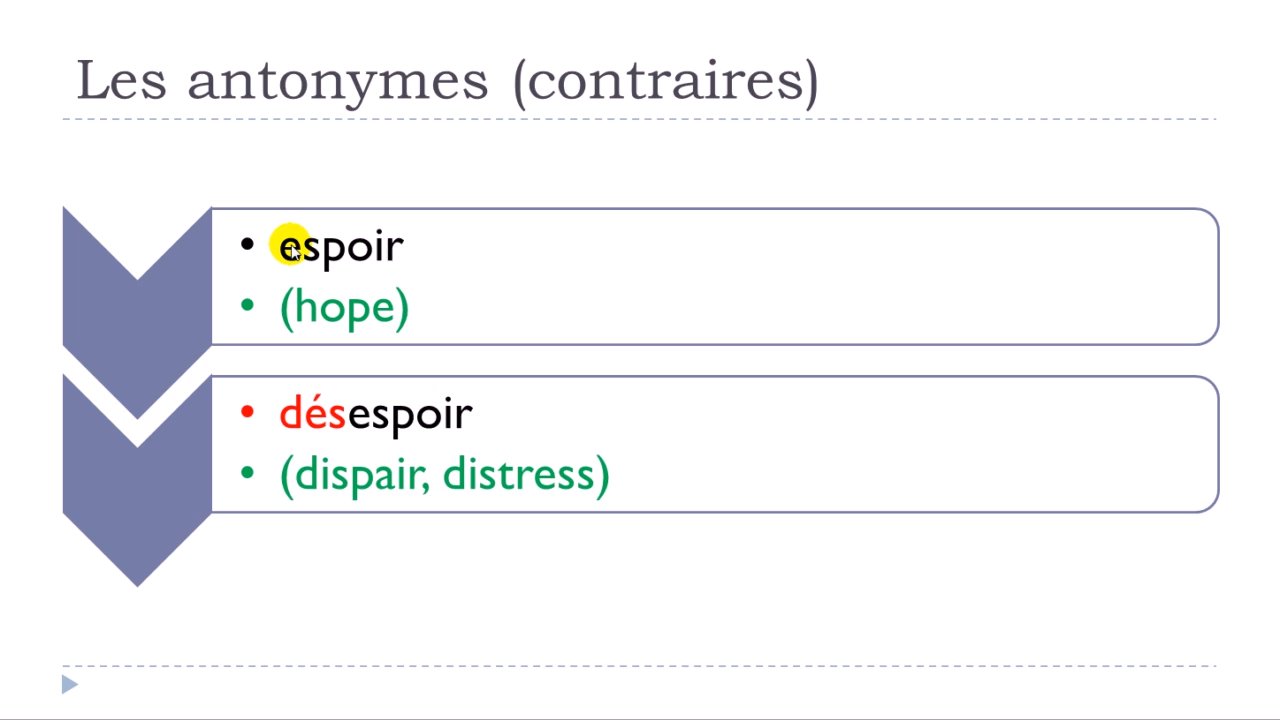 Les antonymes (contraires)
• espoir
• (hope)
• désespoir
• (dispair, distress)